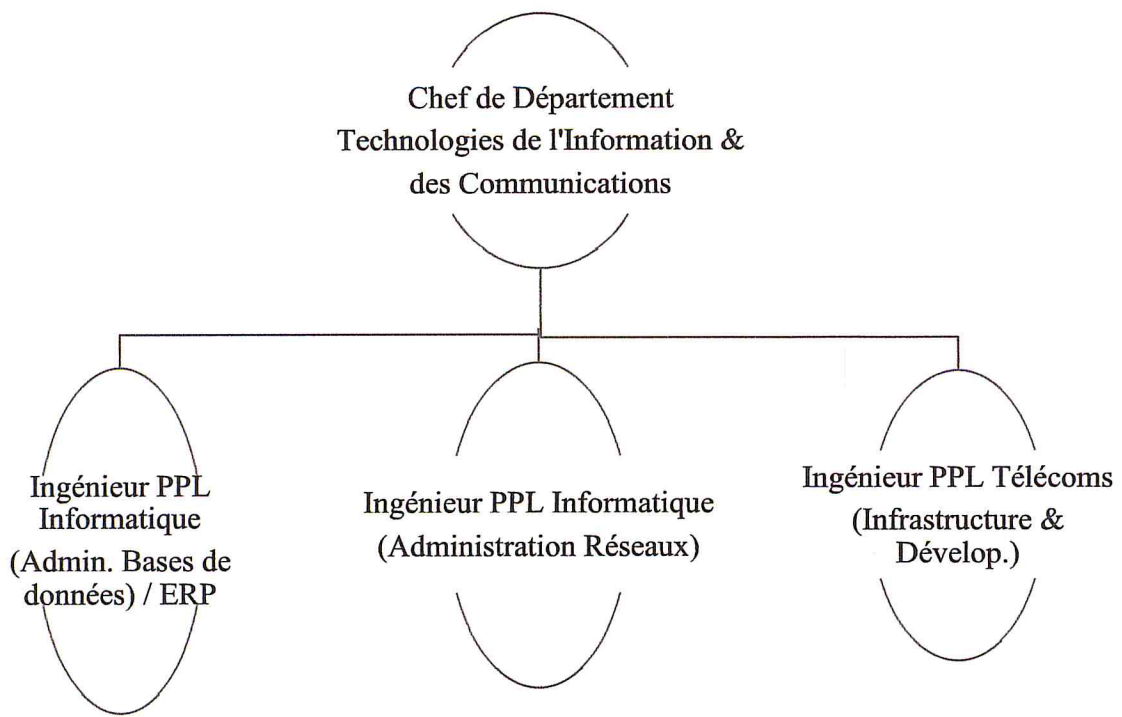 Chef de Département
Technologies de l'Information &
des Communications
Ingénieur PPL
Informatique
(Admin. Bases de
données) / ERP
Ingénieur PPL Informatique
(Administration Réseaux)
Ingénieur PPL Télécoms
(Infrastructure &
Dévelop.)